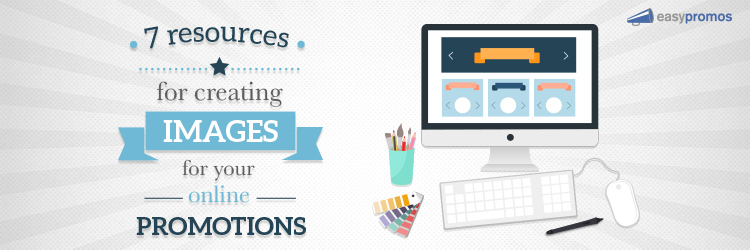 7 resources
for creating
IMAGES
for your
online
PROMOTIONS
easypromos